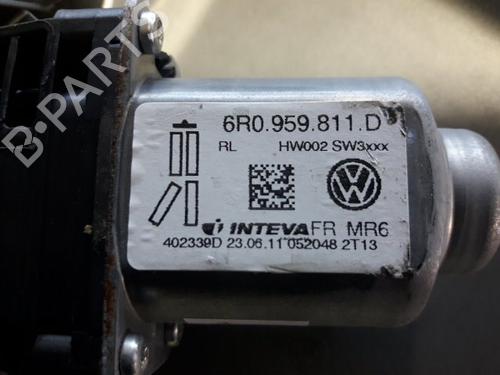 6R0.959.811.D
RL HW002 SW3xxx
INTEVA FR MR6
402339D 23.06.11 052048 2T13
B-PARTS